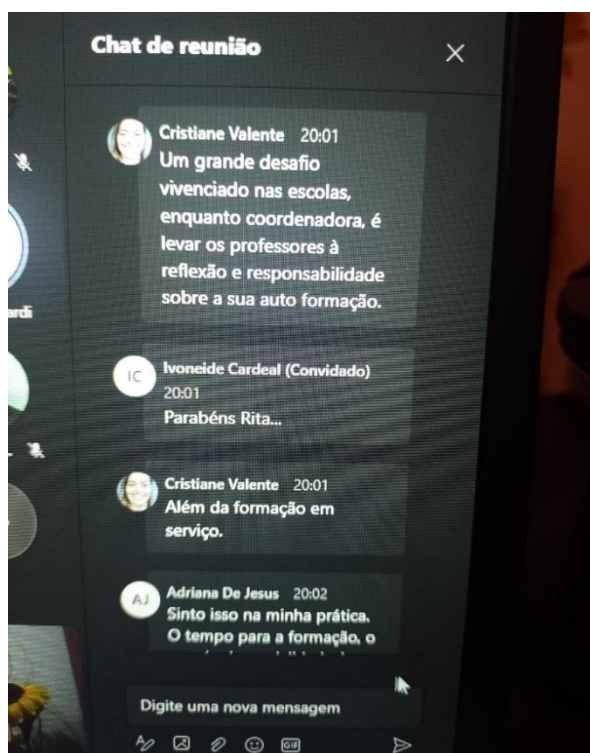 Chat de reunião
Cristiane Valente 20:01
Um grande desafio
vivenciado nas escolas,
enquanto coordenadora, é
levar os professores à
reflexão e responsabilidade
sobre a sua auto formação.
ardi
IC Ivoneide Cardeal (Convidado)
20:01
Parabéns Rita...
Cristiane Valente 20:01
Além da formação em
serviço.
AJ Adriana De Jesus 20:02
Sinto isso na minha prática.
O tempo para a formação, o
Digite uma nova mensagem
GIF